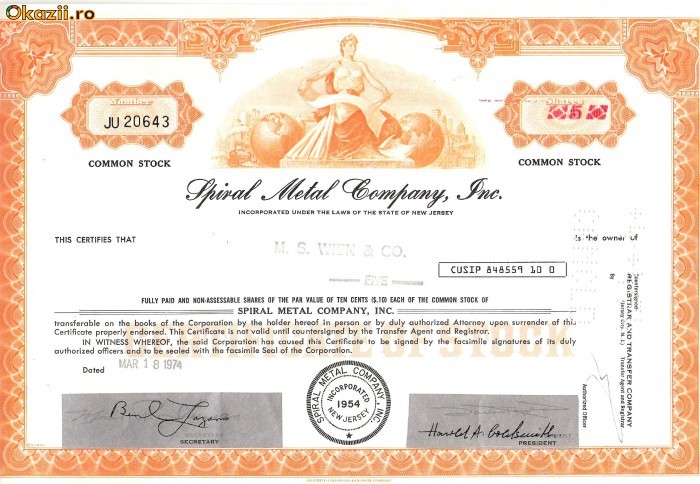 Okazii.ro
Number
JU 20643
COMMON STOCK
Shares
5
COMMON STOCK
Spiral Metal Company, Inc.
INCORPORATED UNDER THE LAWS OF THE STATE OF NEW JERSEY
THIS CERTIFIES THAT
M. S. WIEN & CO.
is the owner of
CUSIP 848559 10 0
FULLY PAID AND NON-ASSESSABLE SHARES OF THE PAR VALUE OF TEN CENTS ($.10) EACH OF THE COMMON STOCK OF
SPIRAL METAL COMPANY, INC.
transferable on the books of the Corporation by the holder hereof in person or by duly authorized Attorney upon surrender of this
Certificate properly endorsed. This Certificate is not valid until countersigned by the Transfer Agent and Registrar.
IN WITNESS WHEREOF, the said Corporation has caused this Certificate to be signed by the facsimile signatures of its duly
authorized officers and to be sealed with the facsimile Seal of the Corporation.
Dated MAR 18 1974
SPIRAL METAL COMPANY, INC.
INCORPORATED
1954
NEW JERSEY
SECRETARY
Harold A. Goldsmith
PRESIDENT
Countersigned:
REGISTRAR AND TRANSFER COMPANY
(Jersey City, N. J.)
Transfer Agent and Registrar
By
Authorized Officer